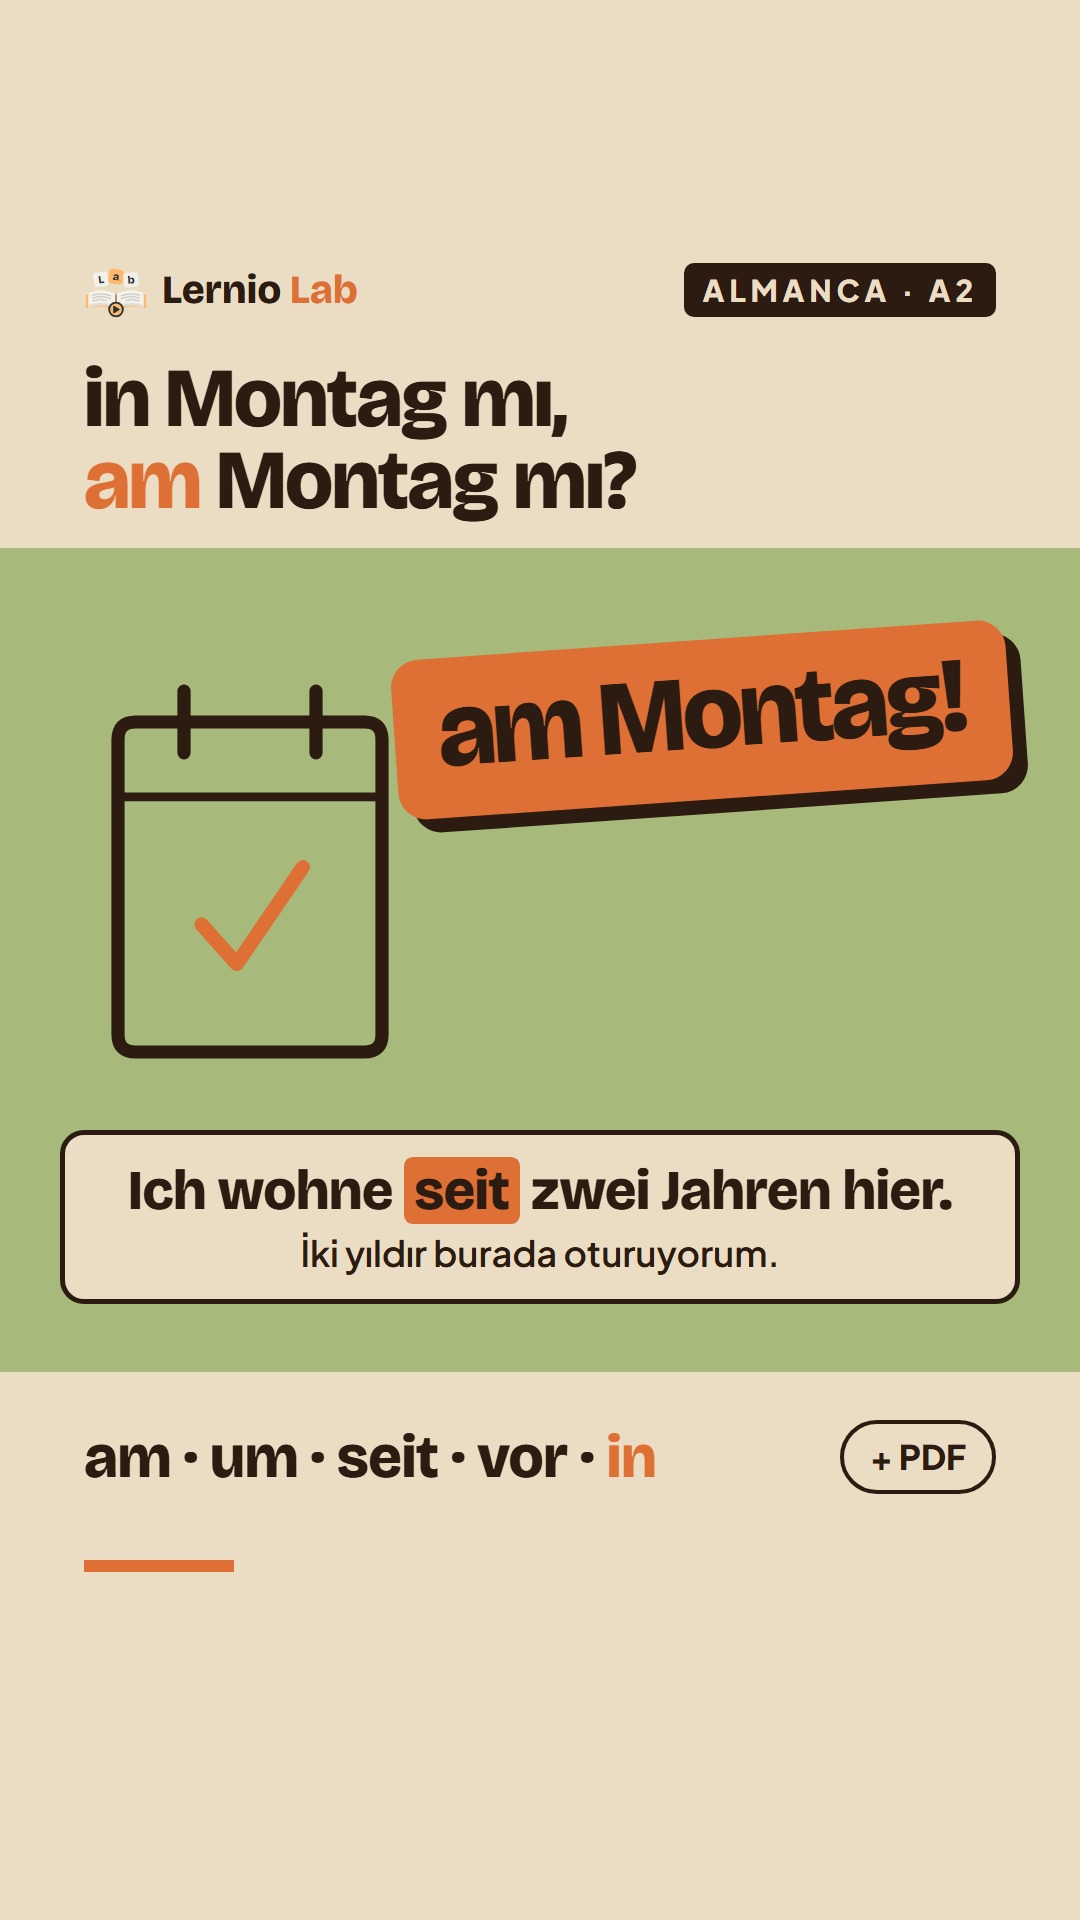 L a b
Lernio Lab
ALMANCA · A2
in Montag mı,
am Montag mı?
am Montag!
Ich wohne seit zwei Jahren hier.
İki yıldır burada oturuyorum.
am · um · seit · vor · in
+ PDF